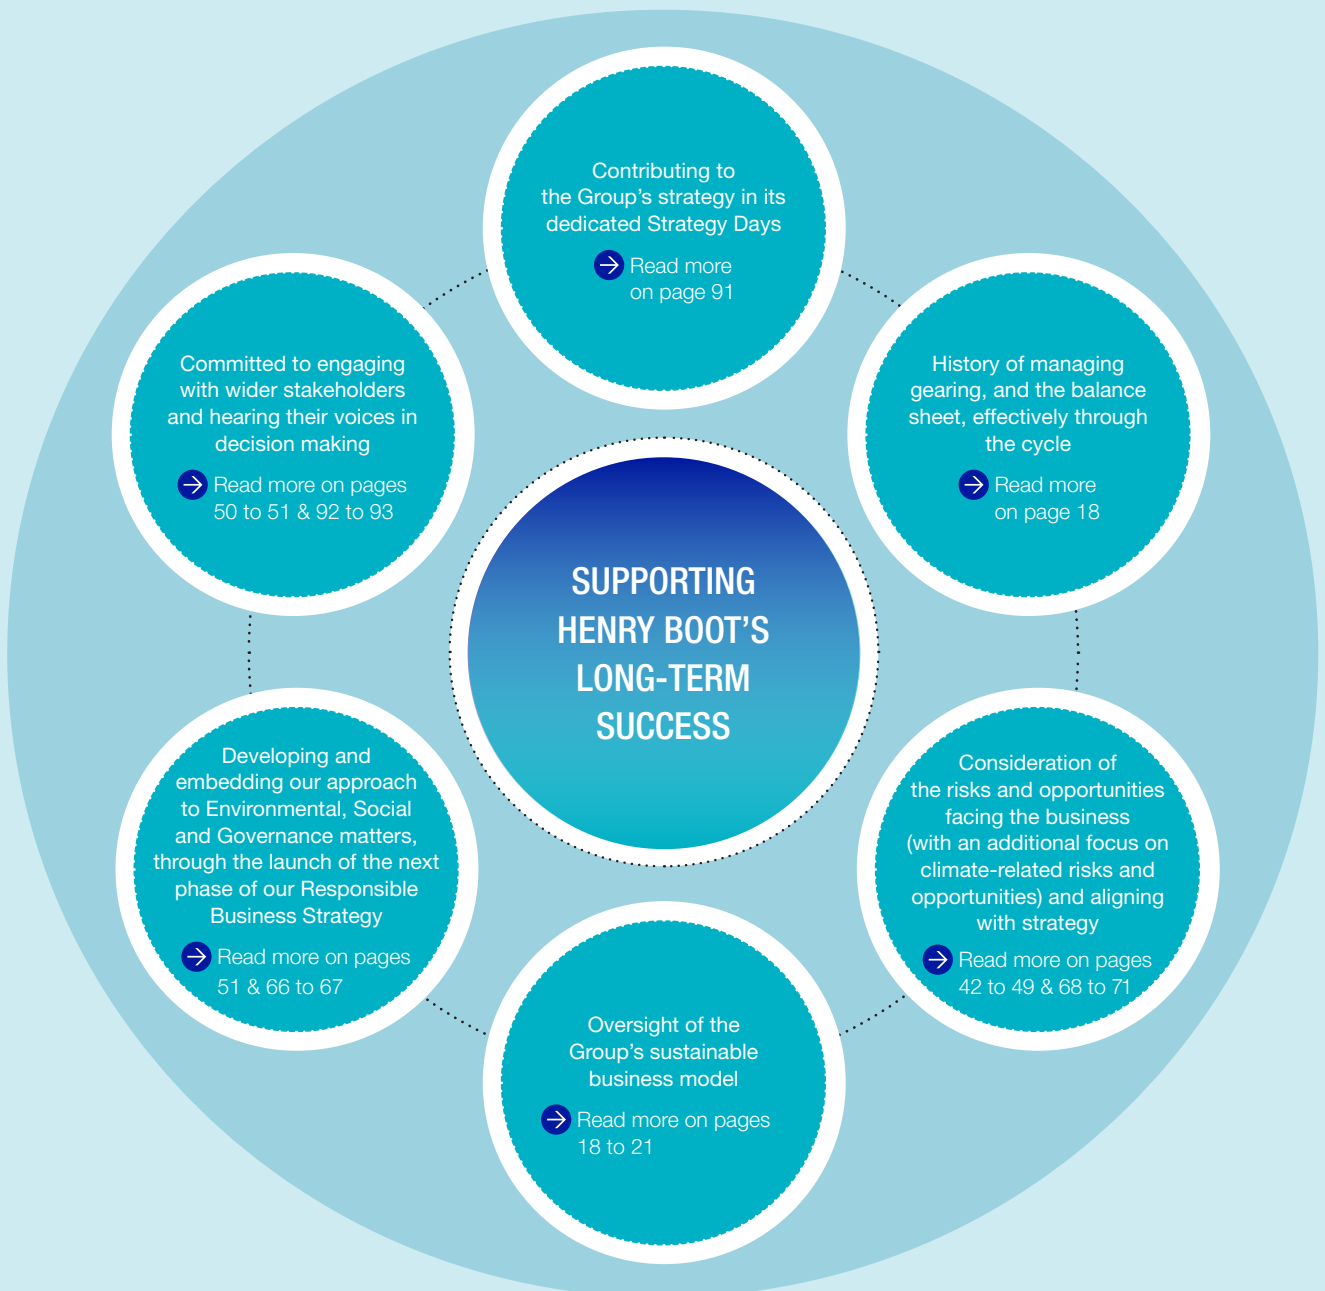 Contributing to
the Group’s strategy in its
dedicated Strategy Days
Read more
on page 91
Committed to engaging
with wider stakeholders
and hearing their voices in
decision making
Read more on pages
50 to 51 & 92 to 93
History of managing
gearing, and the balance
sheet, effectively through
the cycle
Read more
on page 18
SUPPORTING
HENRY BOOT’S
LONG-TERM
SUCCESS
Developing and
embedding our approach
to Environmental, Social
and Governance matters,
through the launch of the next
phase of our Responsible
Business Strategy
Read more on pages
51 & 66 to 67
Consideration of
the risks and opportunities
facing the business
(with an additional focus on
climate-related risks and
opportunities) and aligning
with strategy
Read more on pages
42 to 49 & 68 to 71
Oversight of the
Group’s sustainable
business model
Read more on pages
18 to 21